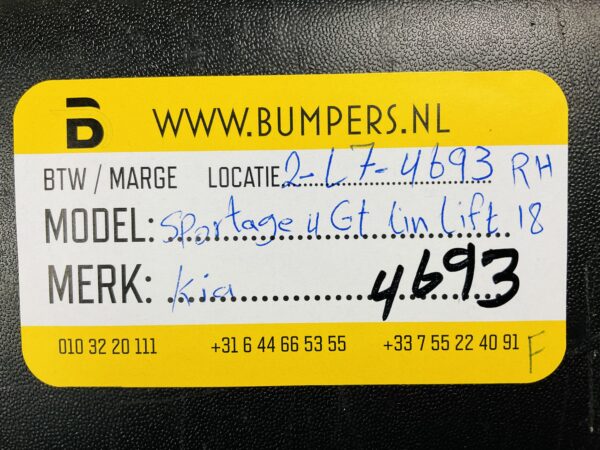 WWW.BUMPERS.NL
BTW / MARGE LOCATIE 2-L7-4693 RH
MODEL: Sportage 4 Gt lin lift 18
MERK: Kia 4693
010 32 20 111 +31 6 44 66 53 55 +33 7 55 22 40 91 F